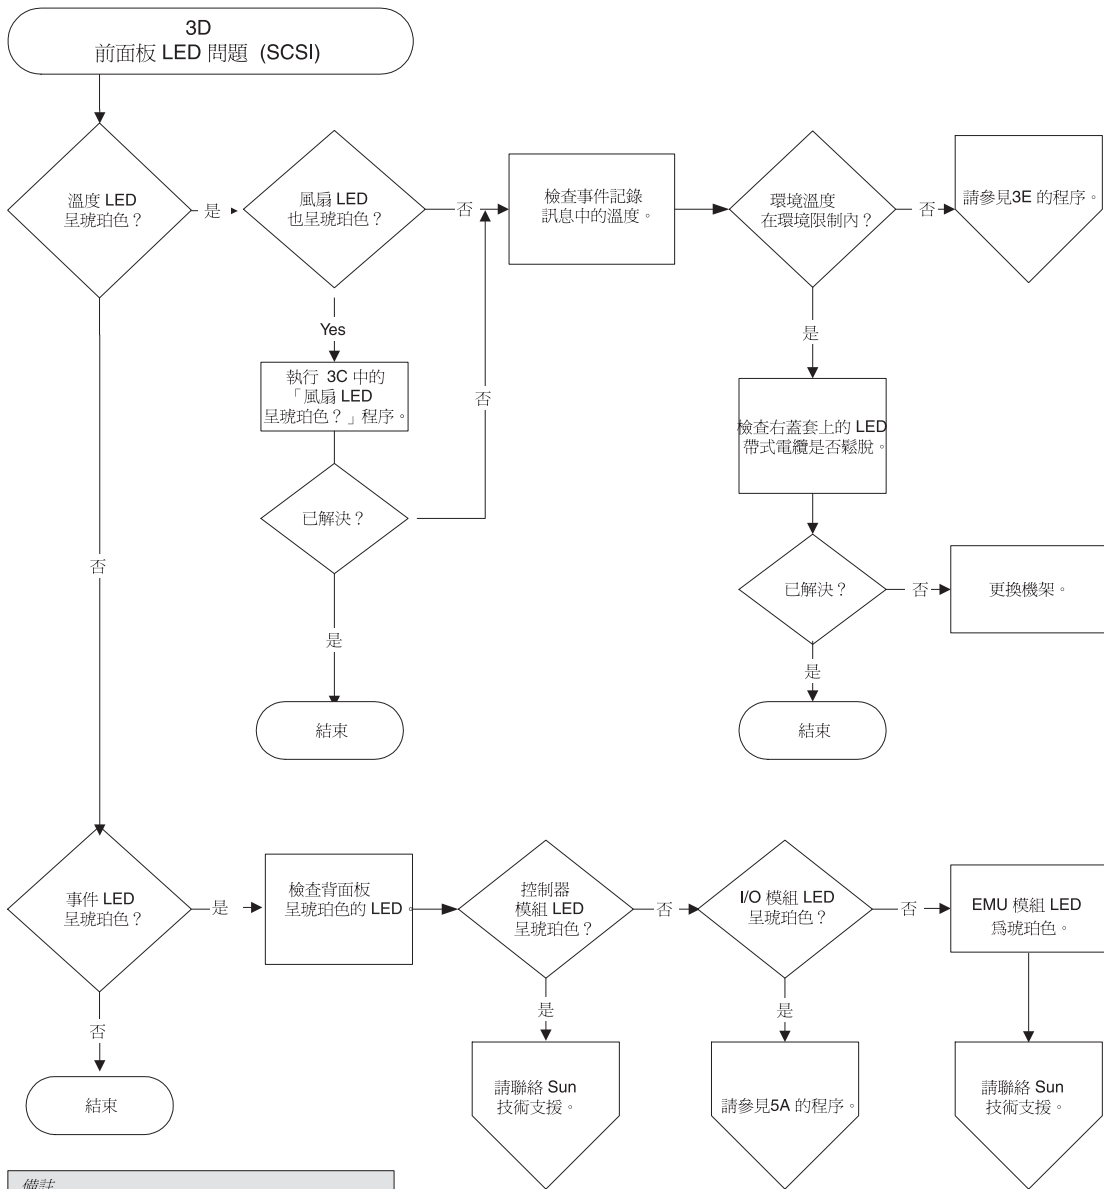 3D
前面板 LED 問題 (SCSI)
溫度 LED
呈琥珀色？
是
風扇 LED
也呈琥珀色？
否
檢查事件記錄
訊息中的溫度。
環境溫度
在環境限制內？
否
請參見3E 的程序。
Yes
執行 3C 中的
「風扇 LED
呈琥珀色？」程序。
否
已解決？
是
結束
是
檢查右蓋套上的 LED
帶式電纜是否鬆脫。
已解決？
否
更換機架。
是
結束
否
事件 LED
呈琥珀色？
是
檢查背面板
呈琥珀色的 LED。
控制器
模組 LED
呈琥珀色？
否
I/O 模組 LED
呈琥珀色？
否
EMU 模組 LED
為琥珀色。
否
結束
是
請聯絡 Sun
技術支援。
是
請參見5A 的程序。
請聯絡 Sun
技術支援。
備註